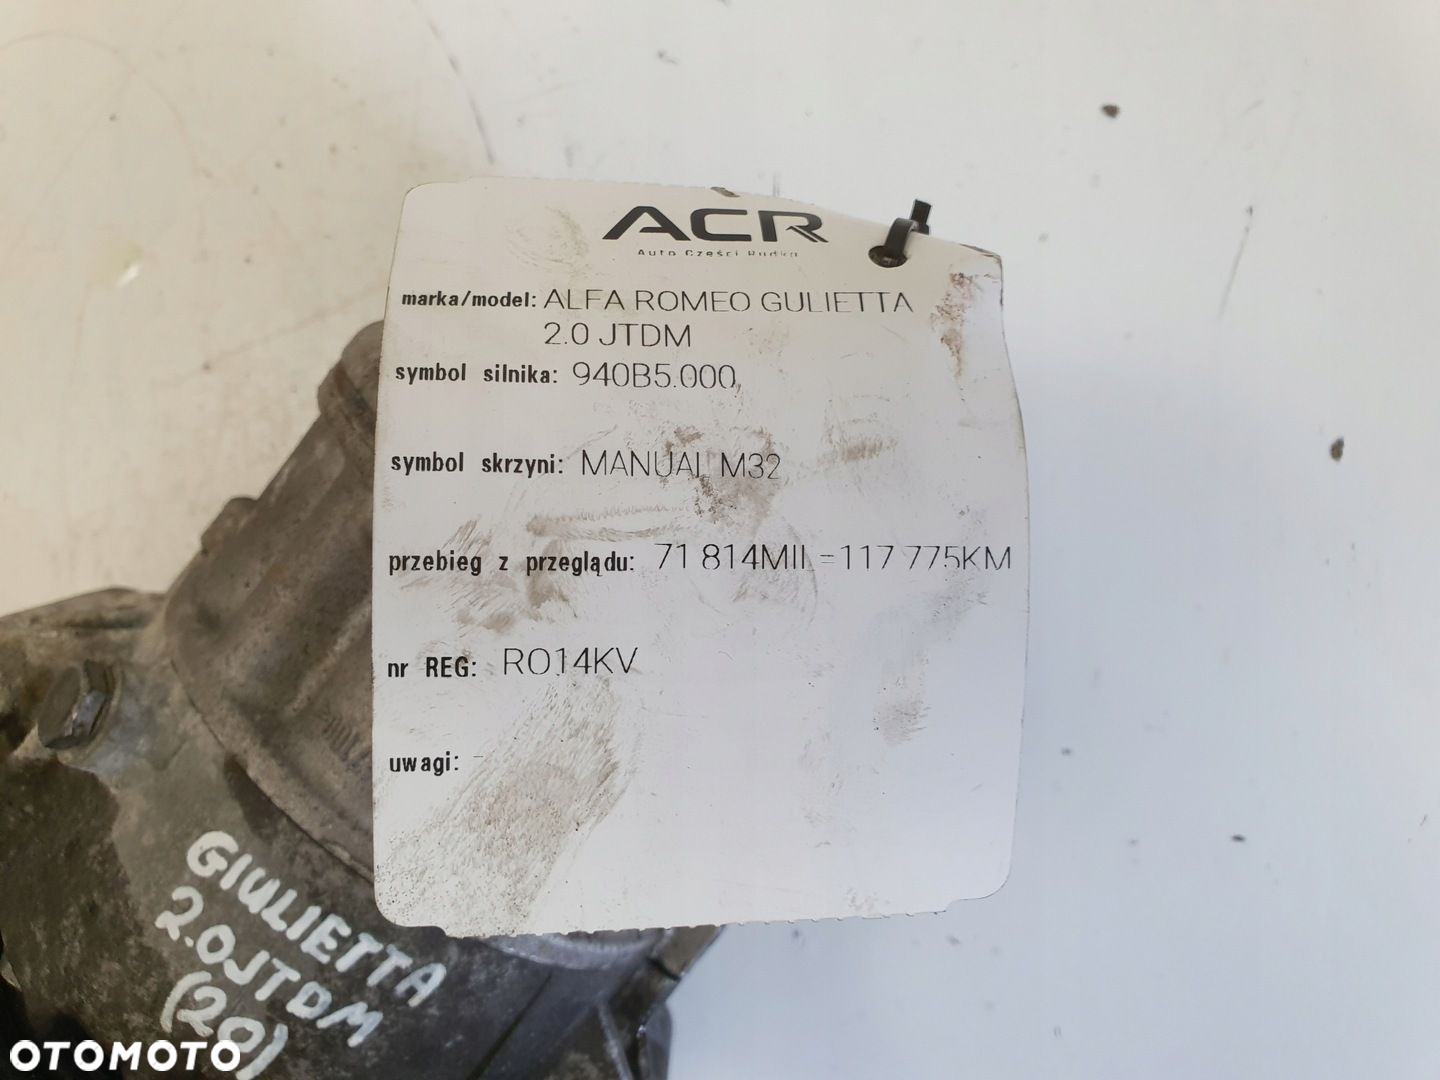 ACR
Auto Części Rudka
marka/model: ALFA ROMEO GULIETTA
2.0 JTDM
symbol silnika: 940B5.000
symbol skrzyni: MANUAL M32
przebieg z przeglądu: 71 814MIL=117 775KM
nr REG: RO14KV
uwagi: -
GIULIETTA
2.0JTDM
(20)
OTOMOTO